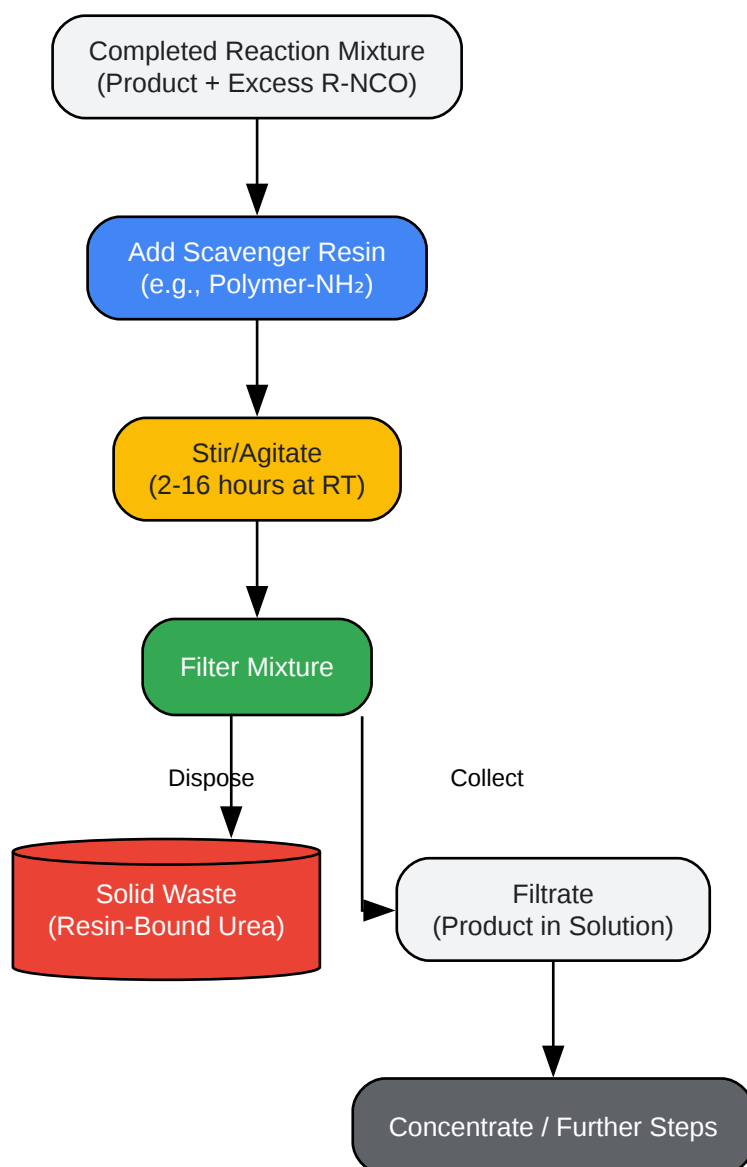 Completed Reaction Mixture
(Product + Excess R-NCO)
Add Scavenger Resin
(e.g., Polymer-NH₂)
Stir/Agitate
(2-16 hours at RT)
Filter Mixture
Dispose
Collect
Solid Waste
(Resin-Bound Urea)
Filtrate
(Product in Solution)
Concentrate / Further Steps